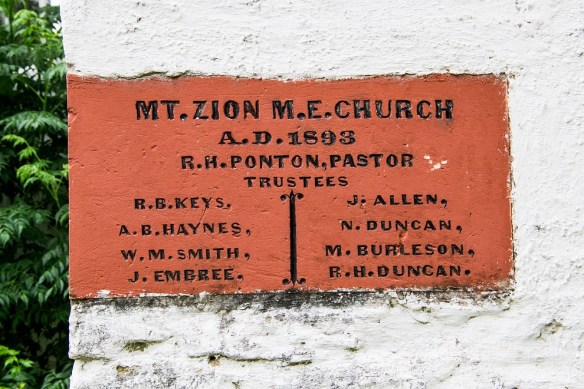 MT. ZION M.E. CHURCH
A.D. 1893
R.H. PONTON, PASTOR
TRUSTEES
R.B. KEYS.
A.B. HAYNES,
W.M. SMITH,
J. EMBREE.
J. ALLEN,
N. DUNCAN,
M. BURLESON,
R.H. DUNCAN.